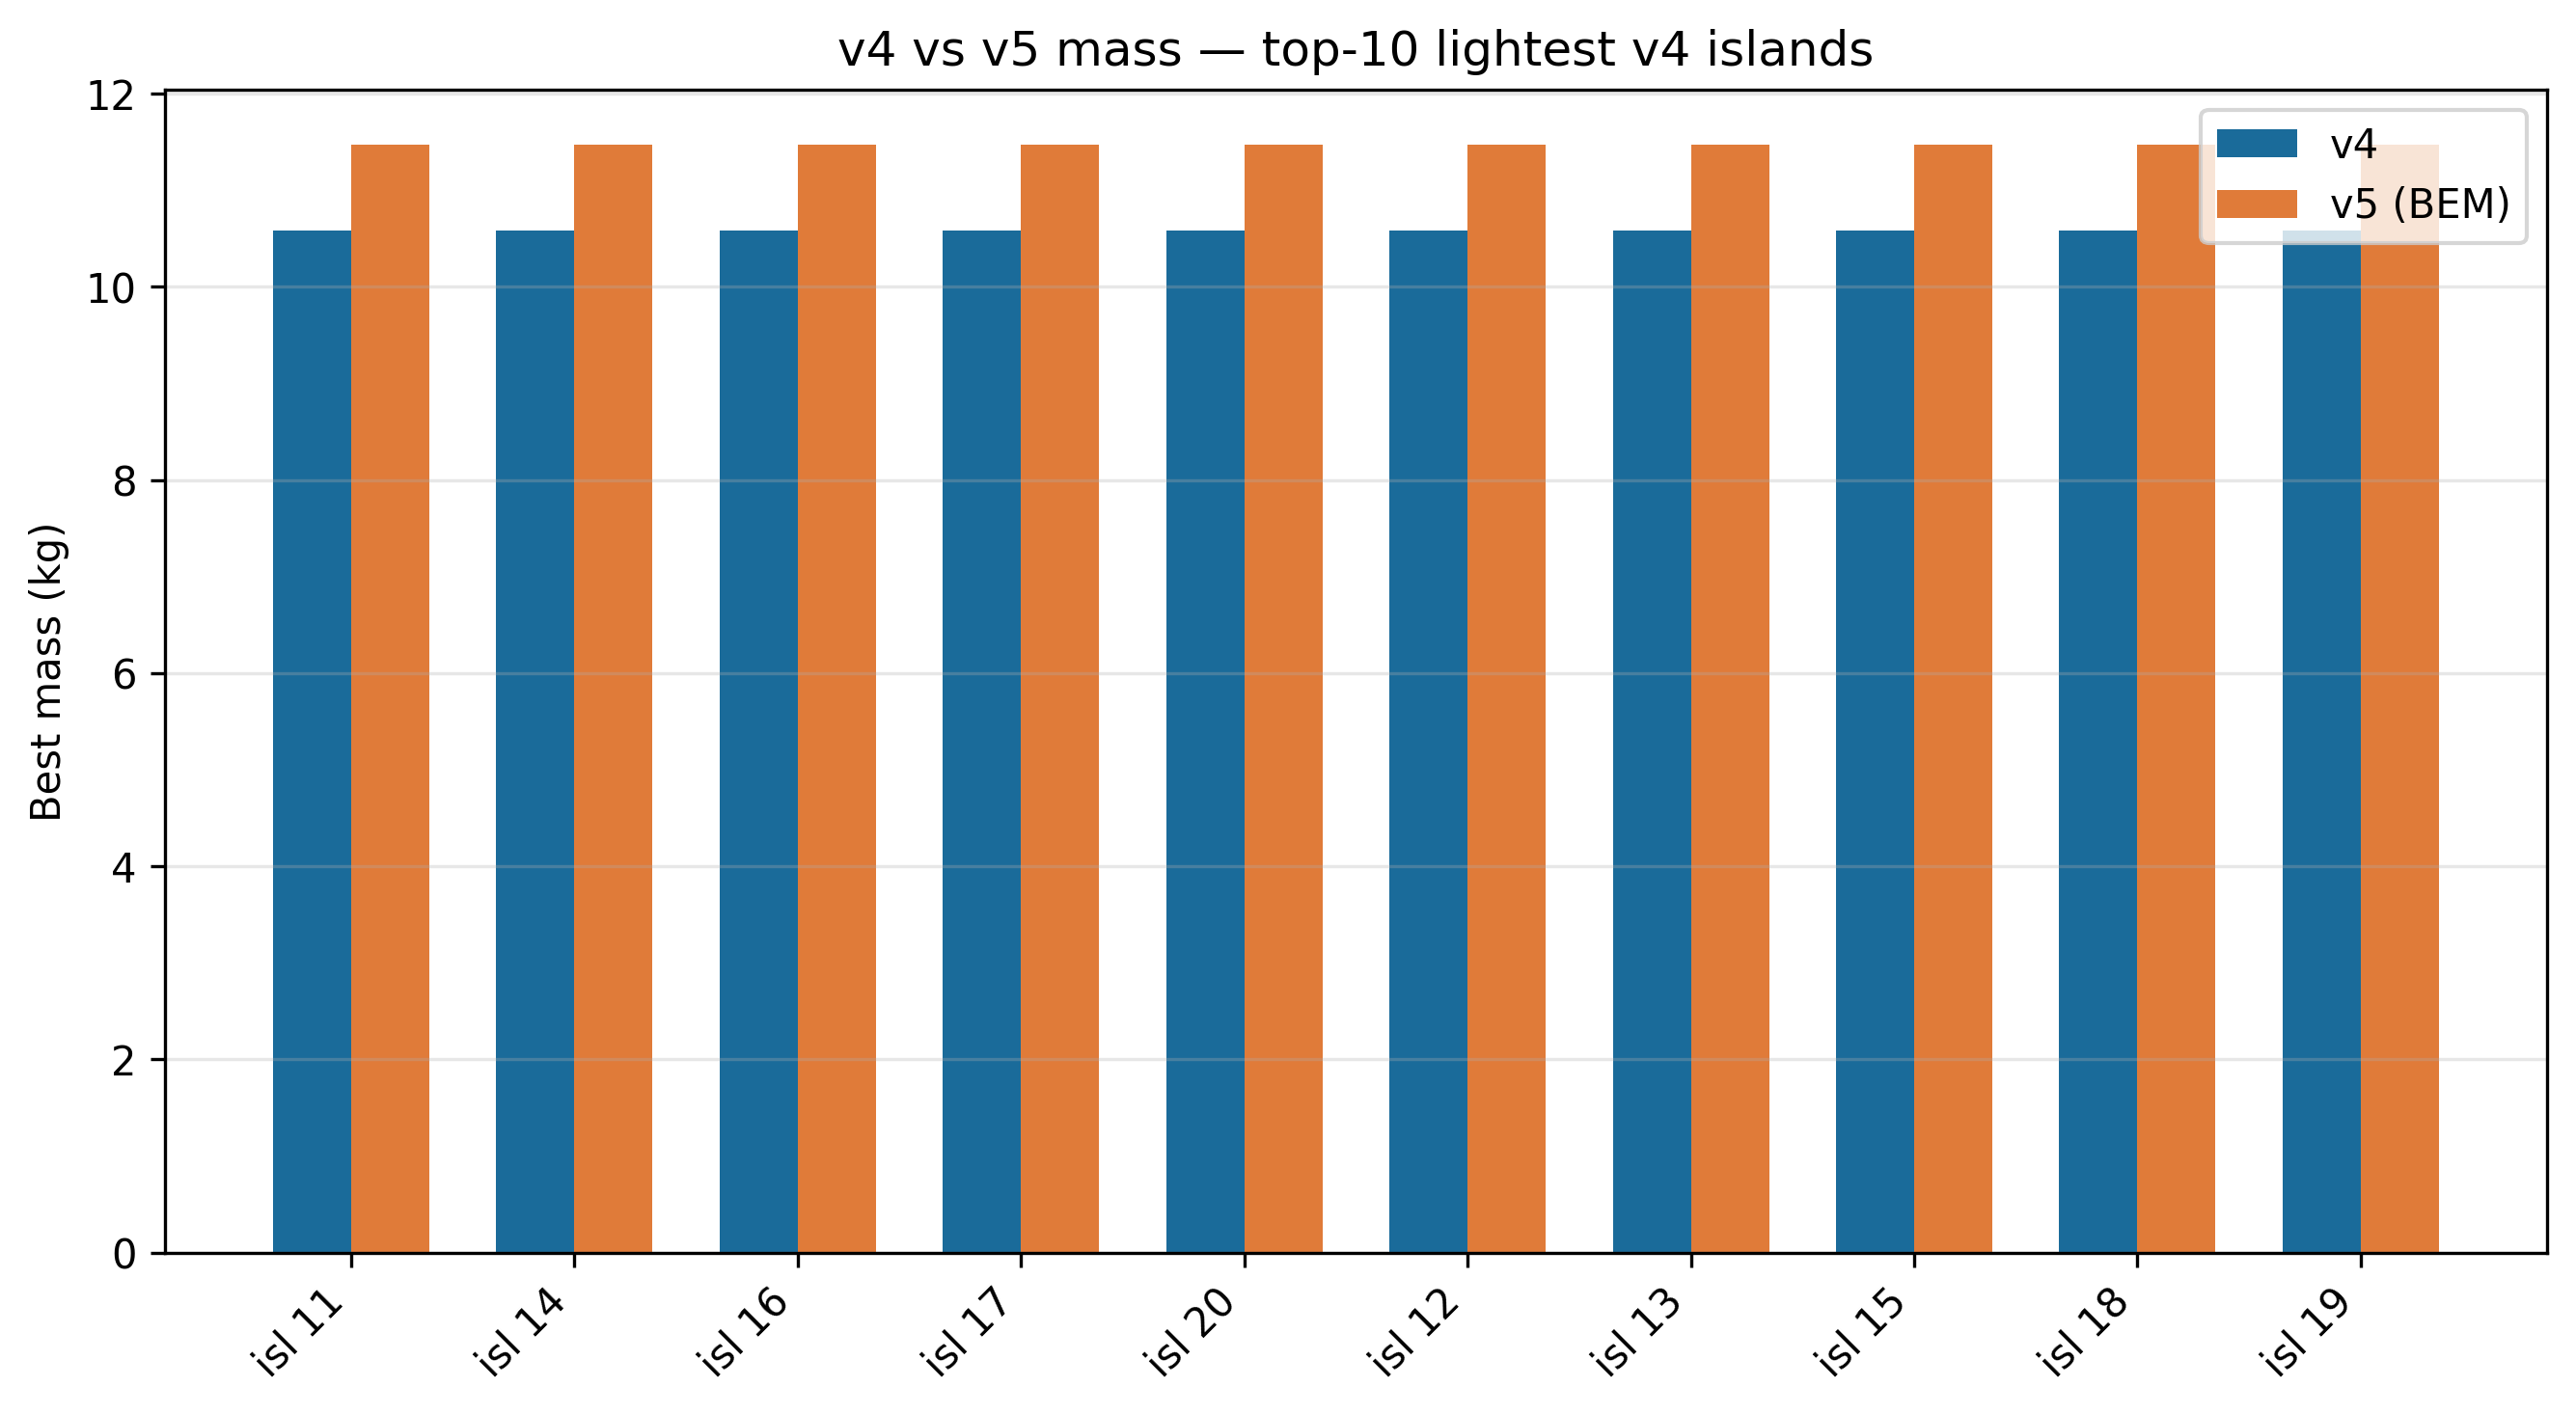 v4 vs v5 mass — top-10 lightest v4 islands
v4
v5 (BEM)
Best mass (kg)
12
10
8
6
4
2
0
isl 11
isl 14
isl 16
isl 17
isl 20
isl 12
isl 13
isl 15
isl 18
isl 19